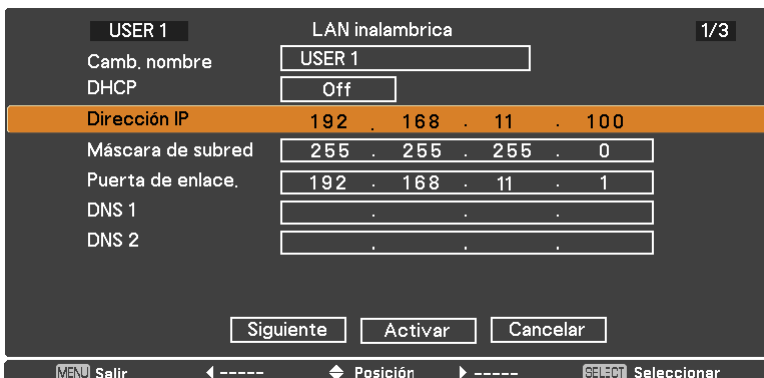 USER 1 LAN inalambrica 1/3
Camb. nombre USER 1
DHCP Off
Dirección IP 192 . 168 . 11 . 100
Máscara de subred 255 . 255 . 255 . 0
Puerta de enlace. 192 . 168 . 11 . 1
DNS 1 . . .
DNS 2 . . .
Siguiente Activar Cancelar
MENU Salir ◀ ----- ◆ Posición ▶ ----- SELECT Seleccionar